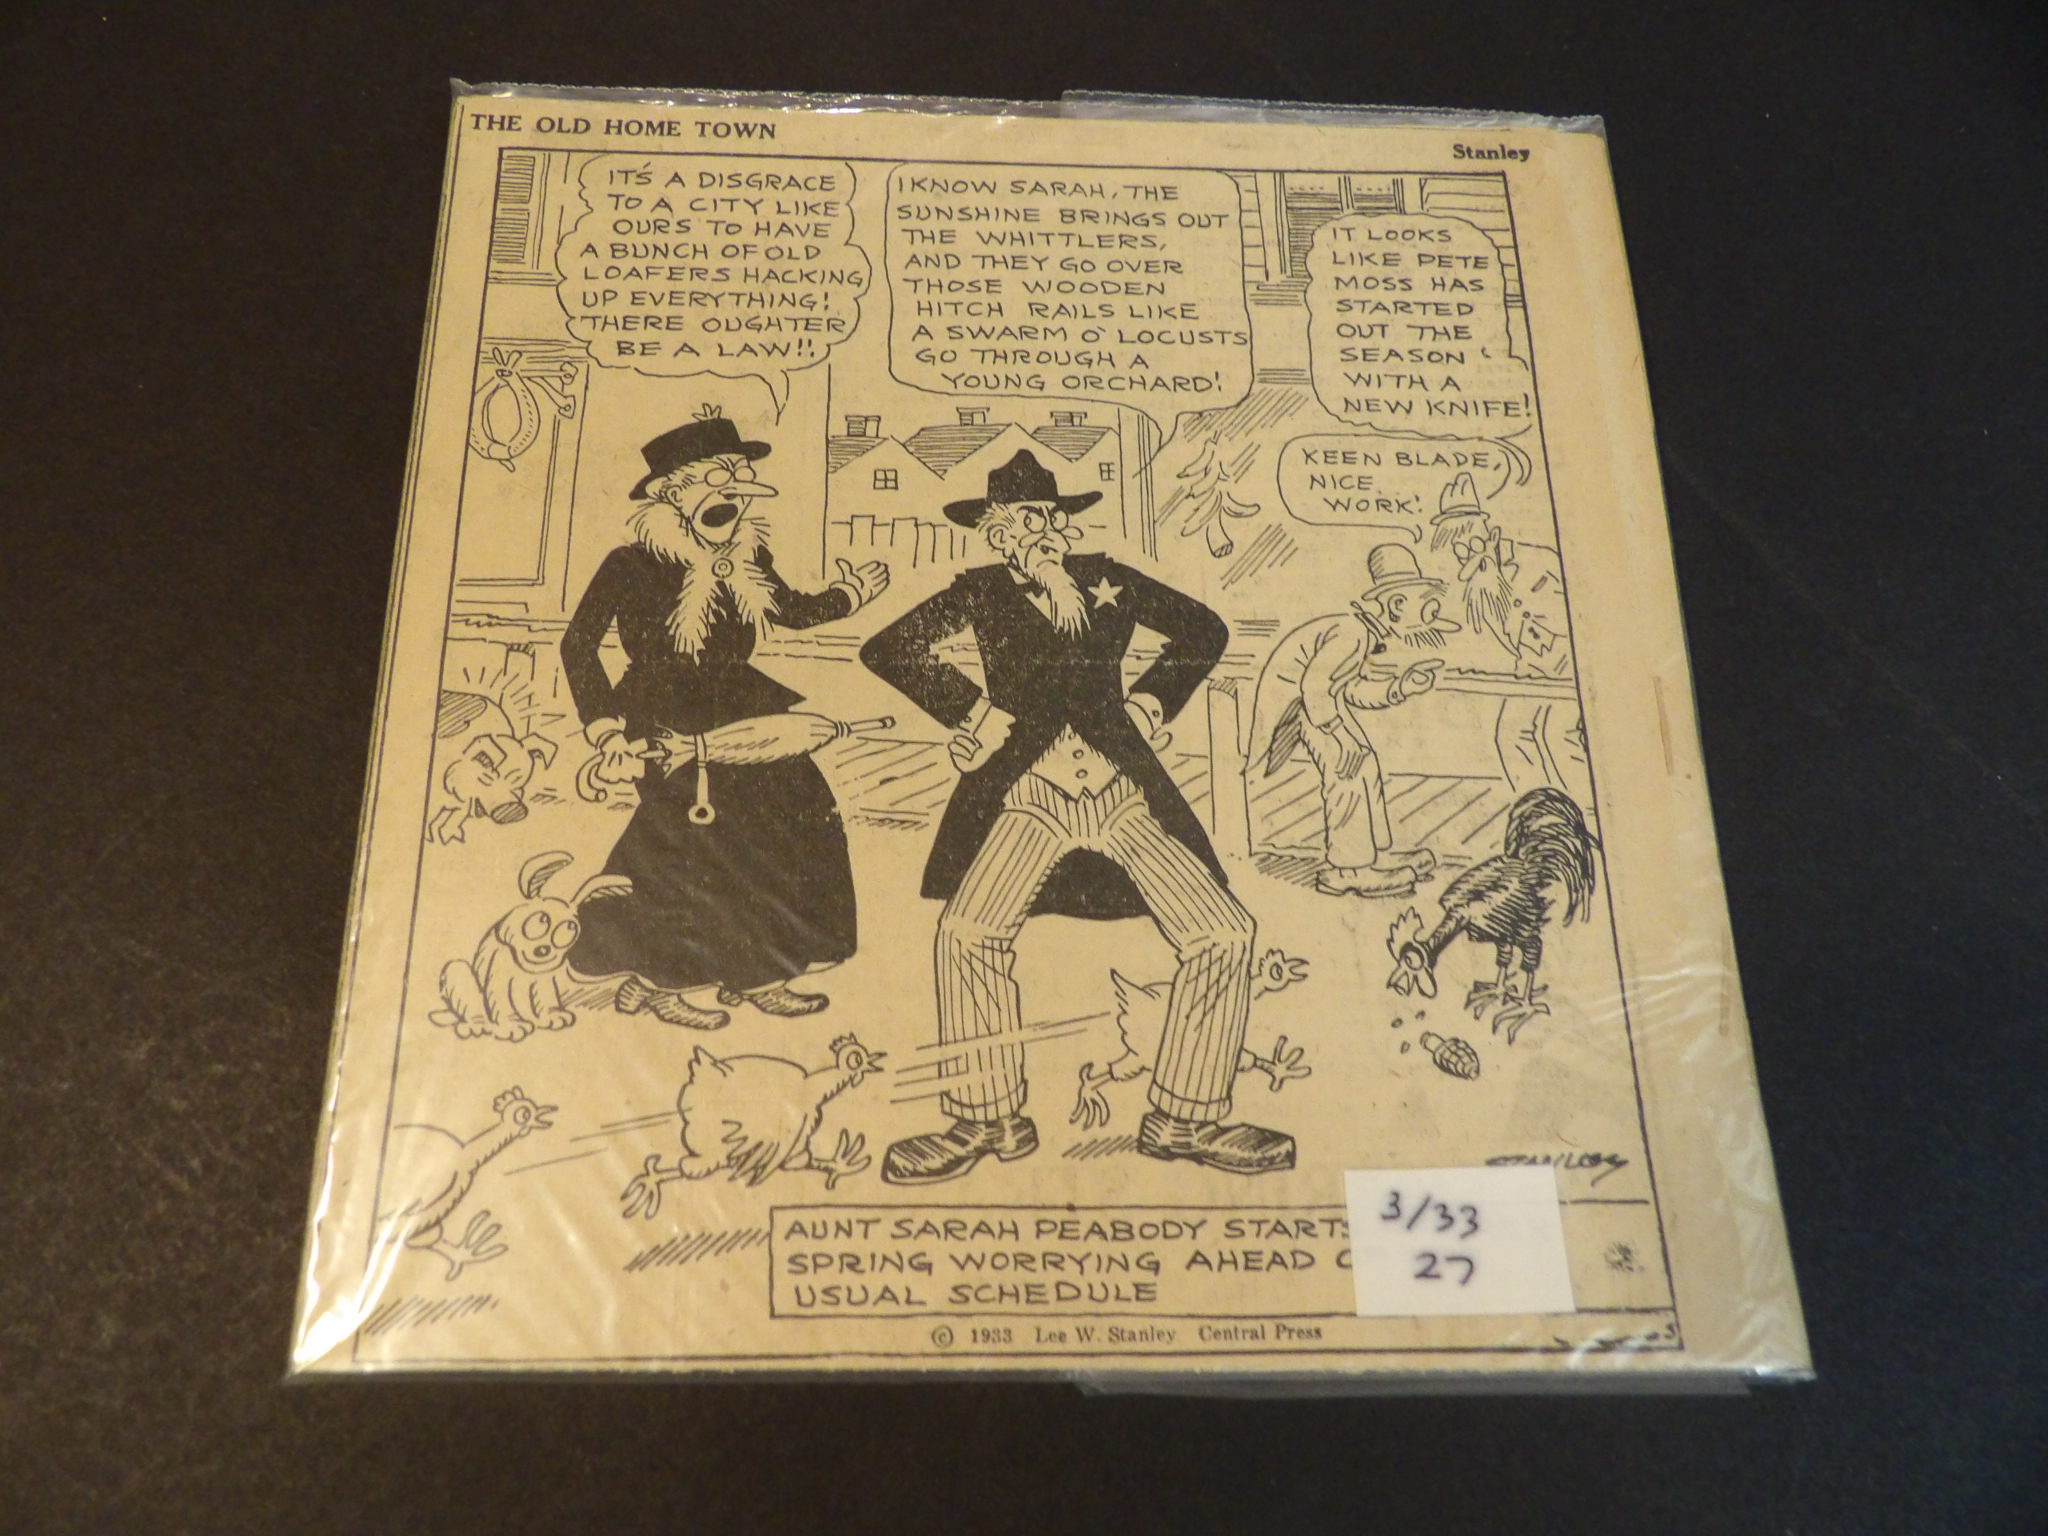 THE OLD HOME TOWN
Stanley
IT'S A DISGRACE
TO A CITY LIKE
OURS TO HAVE
A BUNCH OF OLD
LOAFERS HACKING
UP EVERYTHING!
THERE OUGHTER
BE A LAW!!
I KNOW SARAH, THE
SUNSHINE BRINGS OUT
THE WHITTLERS,
AND THEY GO OVER
THOSE WOODEN
HITCH RAILS LIKE
A SWARM O' LOCUSTS
GO THROUGH A
YOUNG ORCHARD!
IT LOOKS
LIKE PETE
MOSS HAS
STARTED
OUT THE
SEASON
WITH A
NEW KNIFE!
KEEN BLADE,
NICE
WORK!
STANLEY
AUNT SARAH PEABODY STARTS
SPRING WORRYING AHEAD
USUAL SCHEDULE
3/33
27
© 1933 Lee W. Stanley Central Press